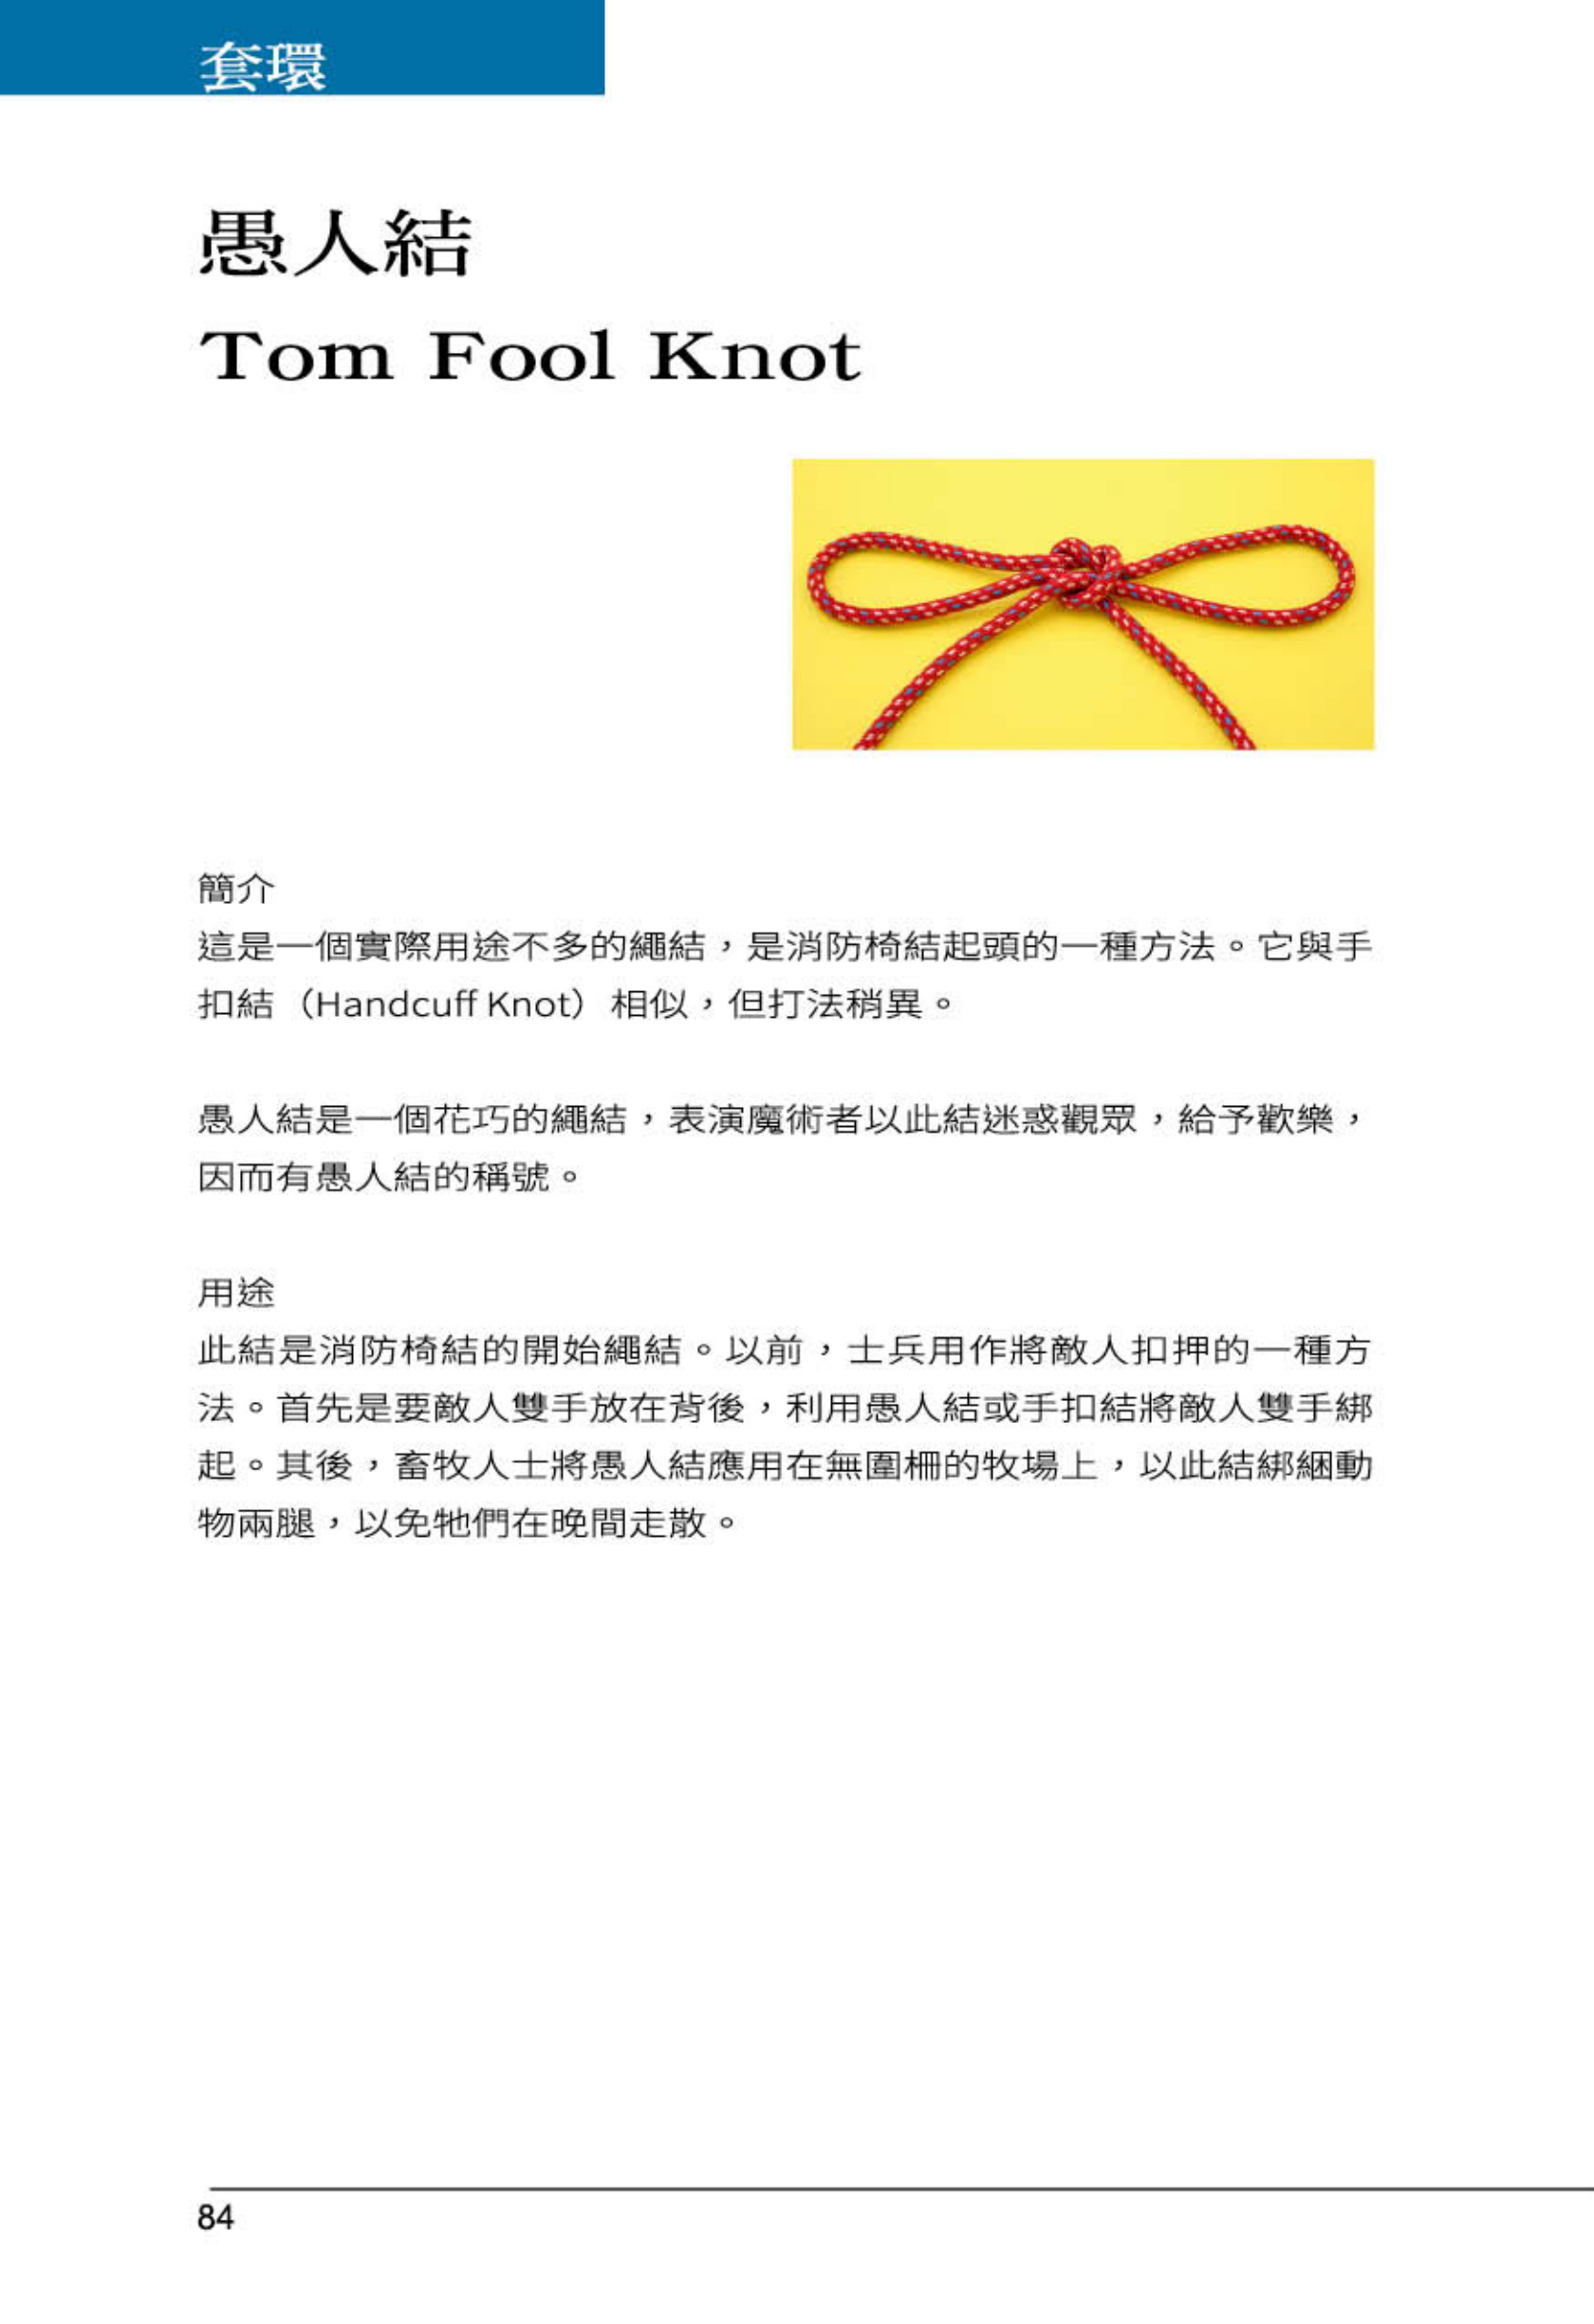 套環
愚人結
Tom Fool Knot
簡介
這是一個實際用途不多的繩結，是消防椅結起頭的一種方法。它與手
扣結（Handcuff Knot）相似，但打法稍異。
愚人結是一個花巧的繩結，表演魔術者以此結迷惑觀眾，給予歡樂，
因而有愚人結的稱號。
用途
此結是消防椅結的開始繩結。以前，士兵用作將敵人扣押的一種方
法。首先是要敵人雙手放在背後，利用愚人結或手扣結將敵人雙手綁
起。其後，畜牧人士將愚人結應用在無圍柵的牧場上，以此結綁綑動
物兩腿，以免牠們在晚間走散。
84